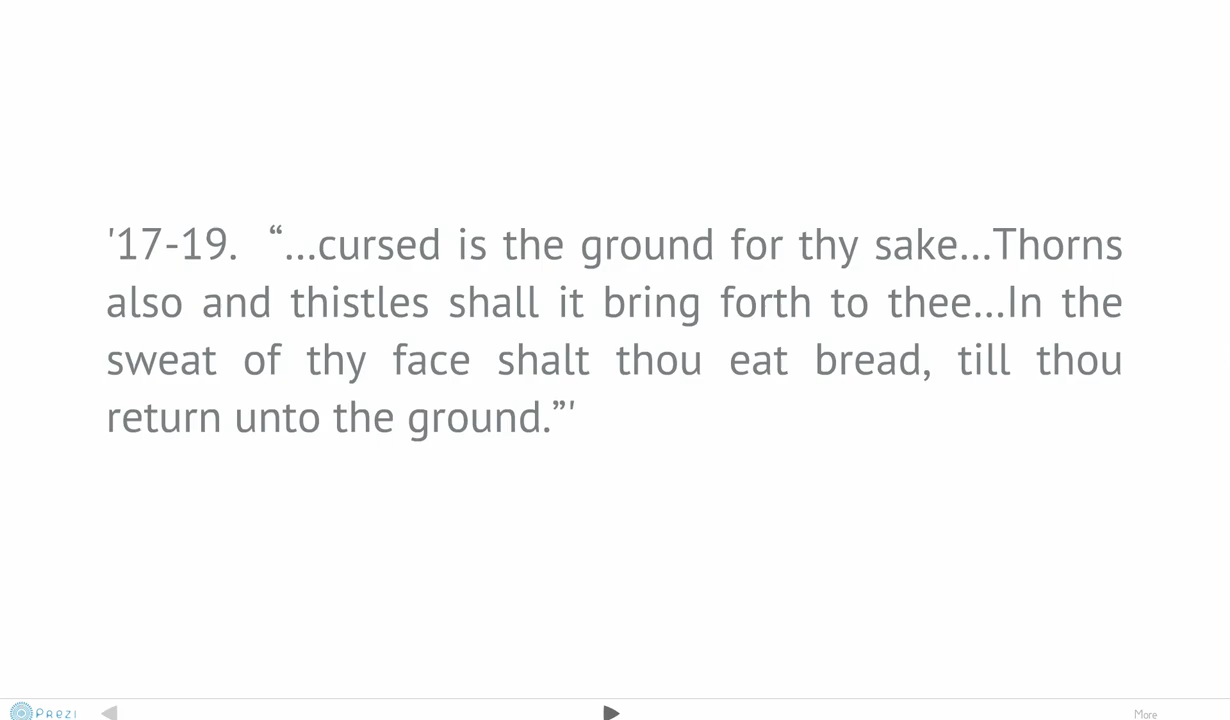 '17-19.  “...cursed is the ground for thy sake...Thorns
also and thistles shall it bring forth to thee...In the
sweat of thy face shalt thou eat bread, till thou
return unto the ground.”'
Prezi
More